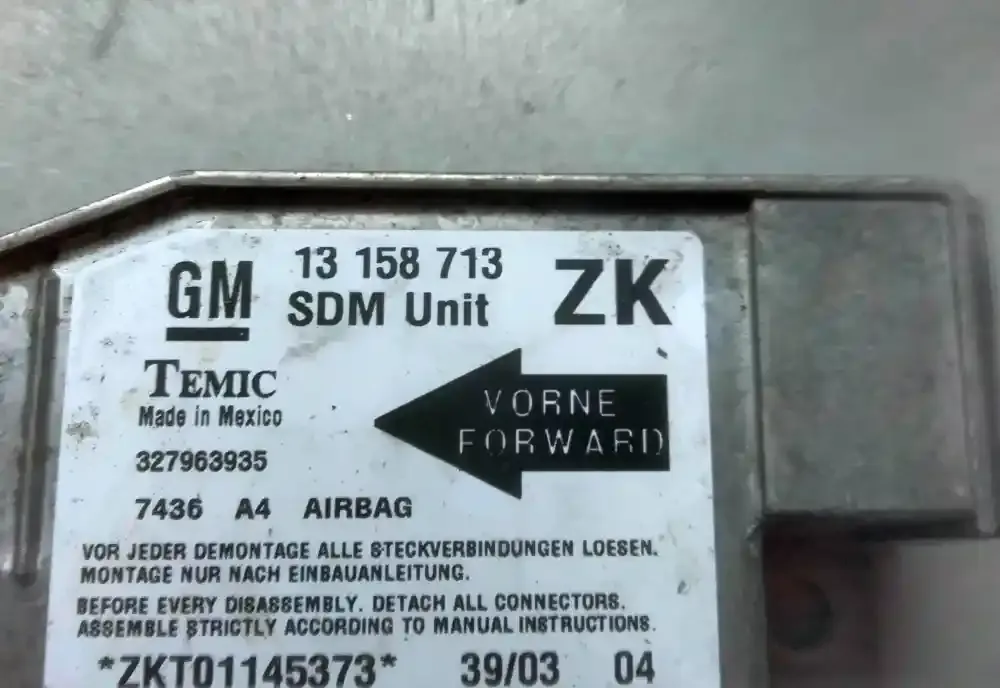 GM 13 158 713 ZK
SDM Unit
TEMIC
Made in Mexico
VORNE
FORWARD
327963935
7436 A4 AIRBAG
VOR JEDER DEMONTAGE ALLE STECKVERBINDUNGEN LOESEN.
MONTAGE NUR NACH EINBAUANLEITUNG.
BEFORE EVERY DISASSEMBLY. DETACH ALL CONNECTORS.
ASSEMBLE STRICTLY ACCORDING TO MANUAL INSTRUCTIONS.
*ZKT01145373* 39/03 04